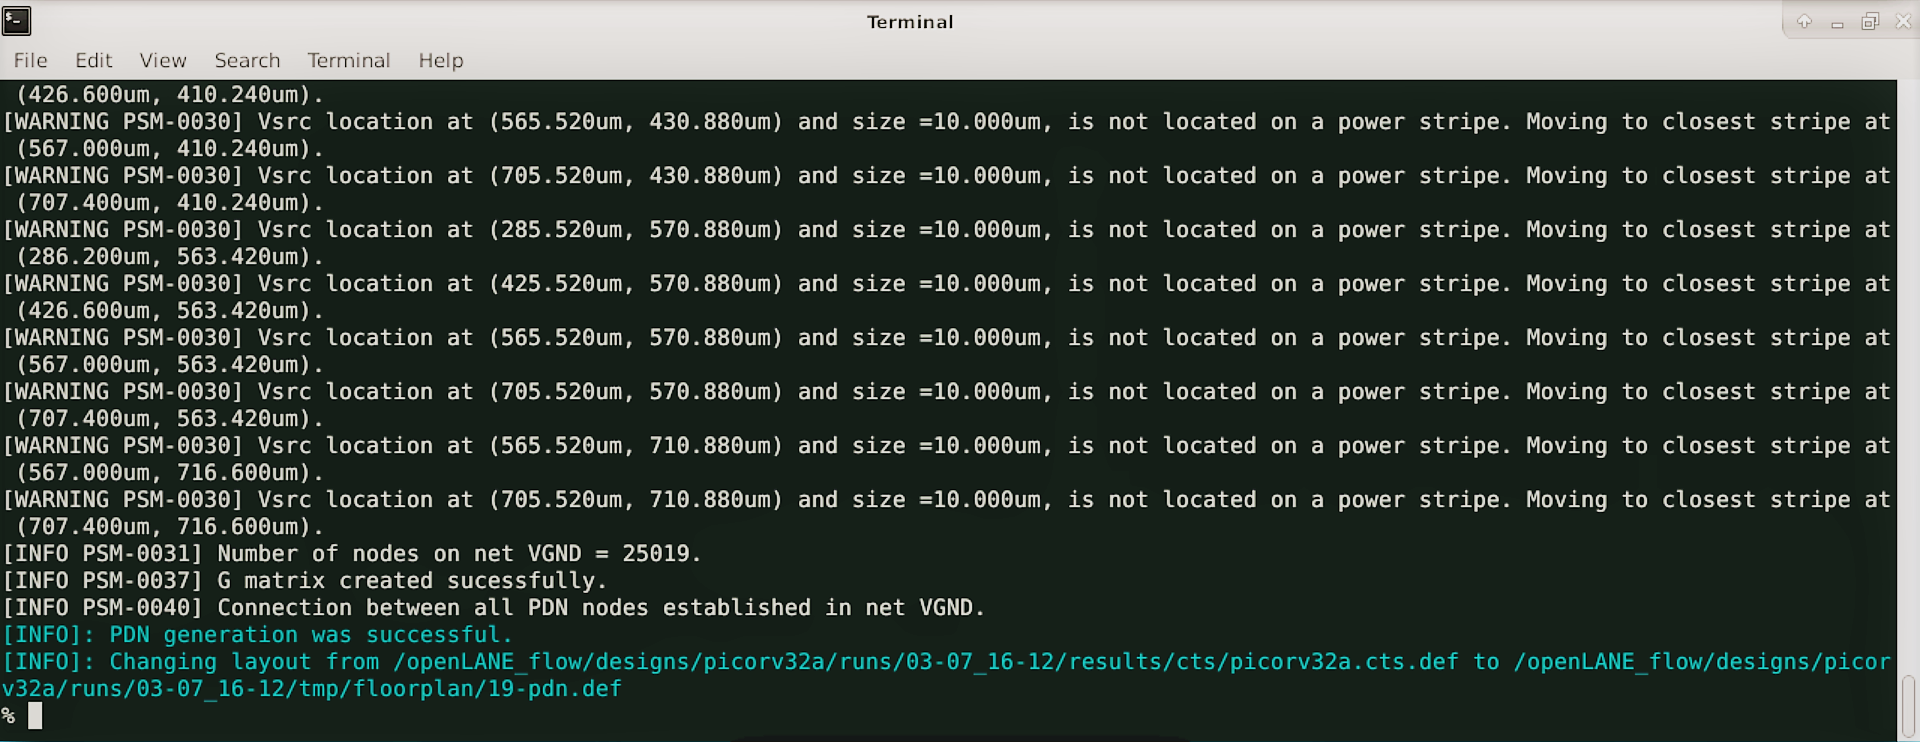 Terminal
File Edit View Search Terminal Help
(426.600um, 410.240um).
[WARNING PSM-0030] Vsrc location at (565.520um, 430.880um) and size =10.000um, is not located on a power stripe. Moving to closest stripe at
(567.000um, 410.240um).
[WARNING PSM-0030] Vsrc location at (705.520um, 430.880um) and size =10.000um, is not located on a power stripe. Moving to closest stripe at
(707.400um, 410.240um).
[WARNING PSM-0030] Vsrc location at (285.520um, 570.880um) and size =10.000um, is not located on a power stripe. Moving to closest stripe at
(286.200um, 563.420um).
[WARNING PSM-0030] Vsrc location at (425.520um, 570.880um) and size =10.000um, is not located on a power stripe. Moving to closest stripe at
(426.600um, 563.420um).
[WARNING PSM-0030] Vsrc location at (565.520um, 570.880um) and size =10.000um, is not located on a power stripe. Moving to closest stripe at
(567.000um, 563.420um).
[WARNING PSM-0030] Vsrc location at (705.520um, 570.880um) and size =10.000um, is not located on a power stripe. Moving to closest stripe at
(707.400um, 563.420um).
[WARNING PSM-0030] Vsrc location at (565.520um, 710.880um) and size =10.000um, is not located on a power stripe. Moving to closest stripe at
(567.000um, 716.600um).
[WARNING PSM-0030] Vsrc location at (705.520um, 710.880um) and size =10.000um, is not located on a power stripe. Moving to closest stripe at
(707.400um, 716.600um).
[INFO PSM-0031] Number of nodes on net VGND = 25019.
[INFO PSM-0037] G matrix created sucessfully.
[INFO PSM-0040] Connection between all PDN nodes established in net VGND.
[INFO]: PDN generation was successful.
[INFO]: Changing layout from /openLANE_flow/designs/picorv32a/runs/03-07_16-12/results/cts/picorv32a.cts.def to /openLANE_flow/designs/picor
v32a/runs/03-07_16-12/tmp/floorplan/19-pdn.def
%